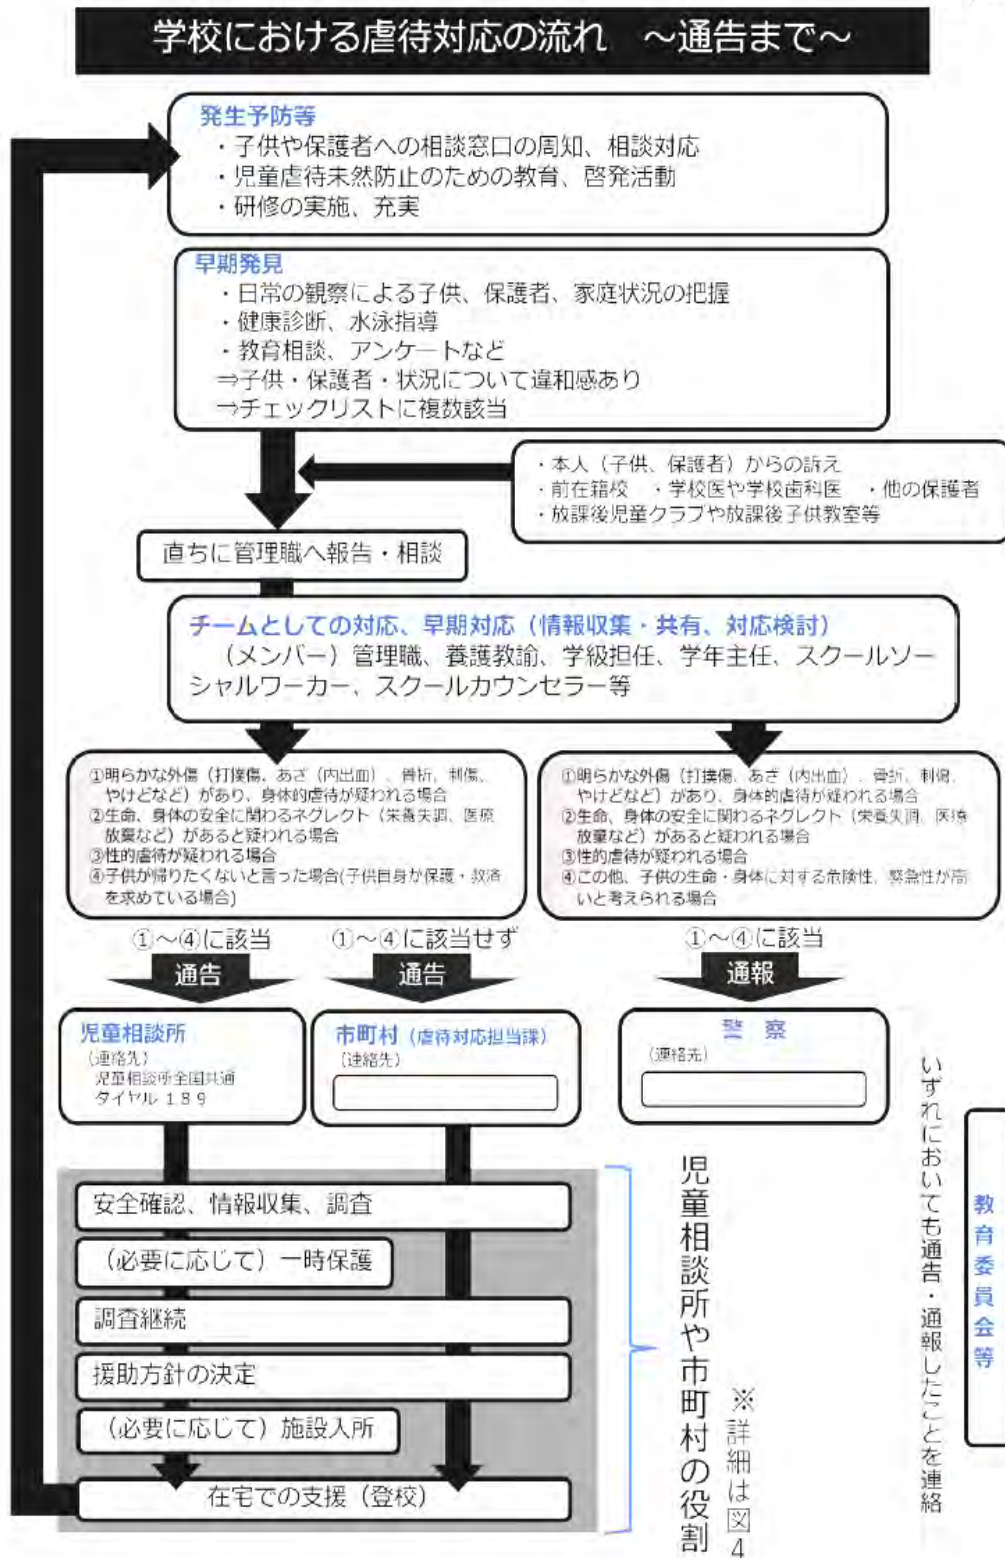 学校における虐待対応の流れ ～通告まで～
発生予防等
・子供や保護者への相談窓口の周知、相談対応
・児童虐待未然防止のための教育、啓発活動
・研修の実施、充実
早期発見
・日常の観察による子供、保護者、家庭状況の把握
・健康診断、水泳指導
・教育相談、アンケートなど
⇒子供・保護者・状況について違和感あり
→チェックリストに複数該当
・本人（子供、保護者）からの訴え
・前在籍校 ・学校医や学校歯科医 ・他の保護者
・放課後児童クラブや放課後子供教室等
直ちに管理職へ報告・相談
チームとしての対応、早期対応（情報収集・共有、対応検討）
（メンバー）管理職、養護教諭、学級担任、学年主任、スクールソー
シャルワーカー、スクールカウンセラー等
①明らかな外傷（打撲傷、あざ（内出血）、骨折、刺傷、
やけどなど）があり、身体的虐待が疑われる場合
②生命、身体の安全に関わるネグレクト（栄養失調、医療
放棄など）があると疑われる場合
③性的虐待が疑われる場合
④子供が帰りたくないと言った場合(子供自身が保護・救済
を求めている場合)
①明らかな外傷（打撲傷、あざ（内出血）、骨折、刺傷、
やけどなど）があり、身体的虐待が疑われる場合
②生命、身体の安全に関わるネグレクト（栄養失調、医療
放棄など）があると疑われる場合
③性的虐待が疑われる場合
④この他、子供の生命・身体に対する危険性、緊急性が高
いと考えられる場合
①～④に該当
①～④に該当せず
①～④に該当
通告
通告
通報
児童相談所
（連絡先）
児童相談所全国共通
ダイヤル １８９
市町村（虐待対応担当課）
（連絡先）
警 察
（連絡先）
いずれにおいても通告・通報したことを連絡
教育委員会等
安全確認、情報収集、調査
（必要に応じて）一時保護
調査継続
援助方針の決定
（必要に応じて）施設入所
在宅での支援（登校）
児童相談所や市町村の役割
※詳細は図４